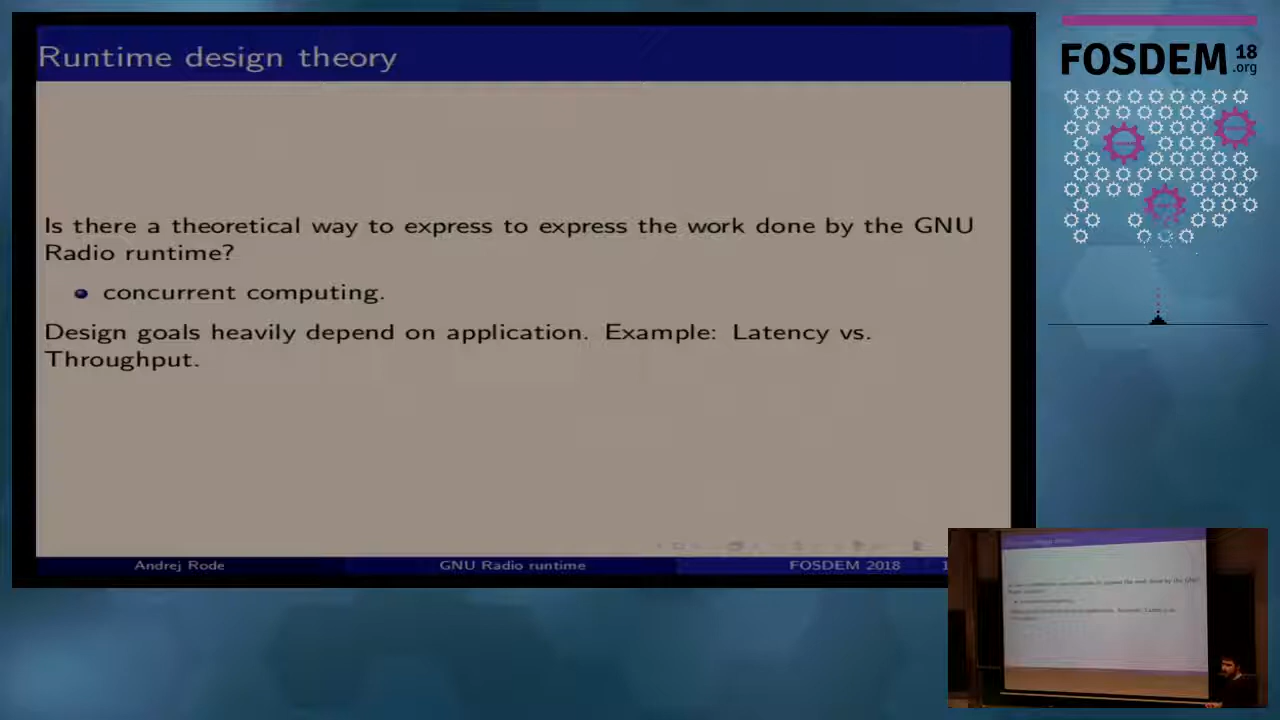 Runtime design theory
Is there a theoretical way to express to express the work done by the GNU
Radio runtime?
concurrent computing.
Design goals heavily depend on application. Example: Latency vs.
Throughput.
Andrej Rode
GNU Radio runtime
FOSDEM 2018
FOSDEM 18
.org